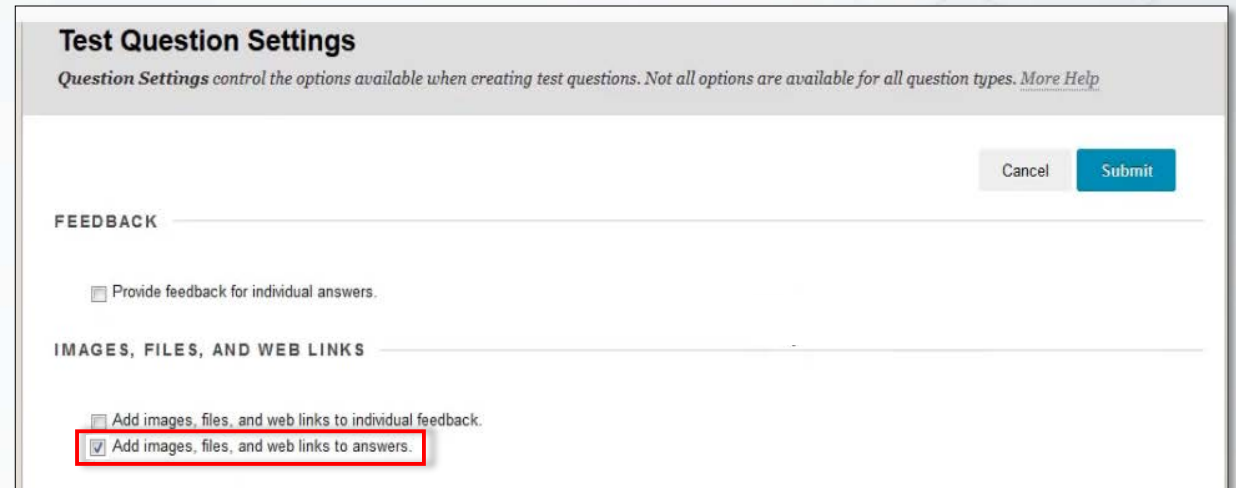 Test Question Settings
Question Settings control the options available when creating test questions. Not all options are available for all question types. More Help
Cancel Submit
FEEDBACK
Provide feedback for individual answers.
IMAGES, FILES, AND WEB LINKS
Add images, files, and web links to individual feedback.
Add images, files, and web links to answers.